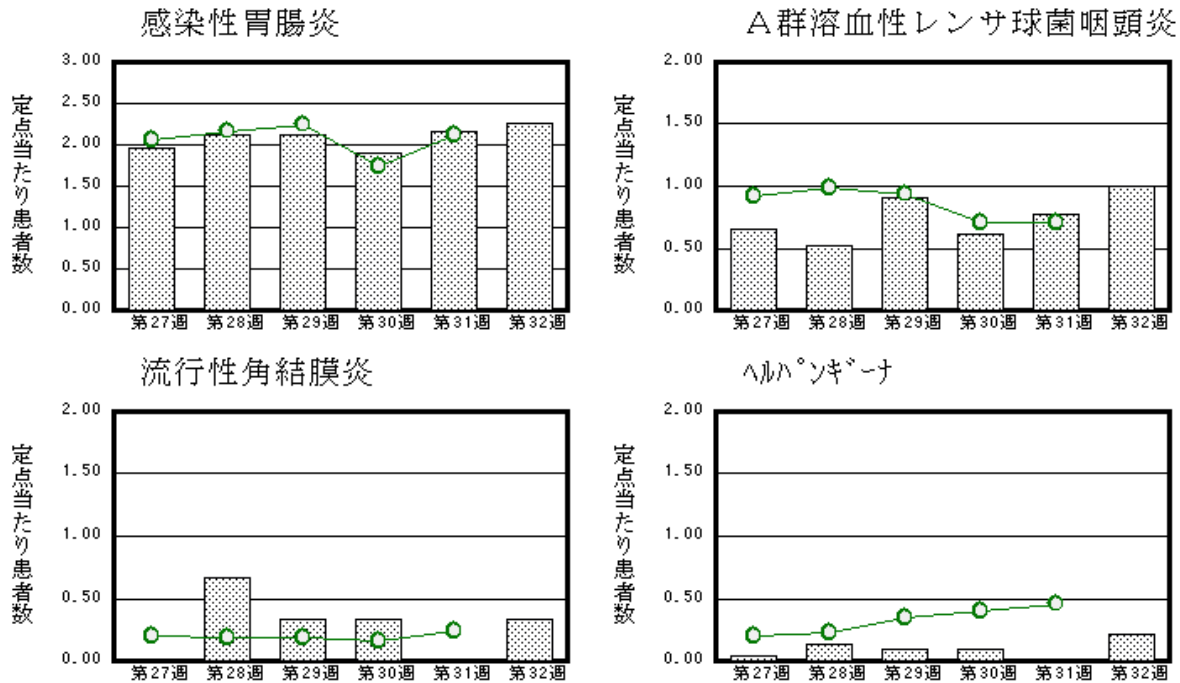 感染性胃腸炎
定点当たり患者数
3.00
2.50
2.00
1.50
1.00
0.50
0.00
第27週 第28週 第29週 第30週 第31週 第32週
A群溶血性レンサ球菌咽頭炎
定点当たり患者数
2.00
1.50
1.00
0.50
0.00
第27週 第28週 第29週 第30週 第31週 第32週
流行性角結膜炎
定点当たり患者数
2.00
1.50
1.00
0.50
0.00
第27週 第28週 第29週 第30週 第31週 第32週
ヘルパンギーナ
定点当たり患者数
2.00
1.50
1.00
0.50
0.00
第27週 第28週 第29週 第30週 第31週 第32週